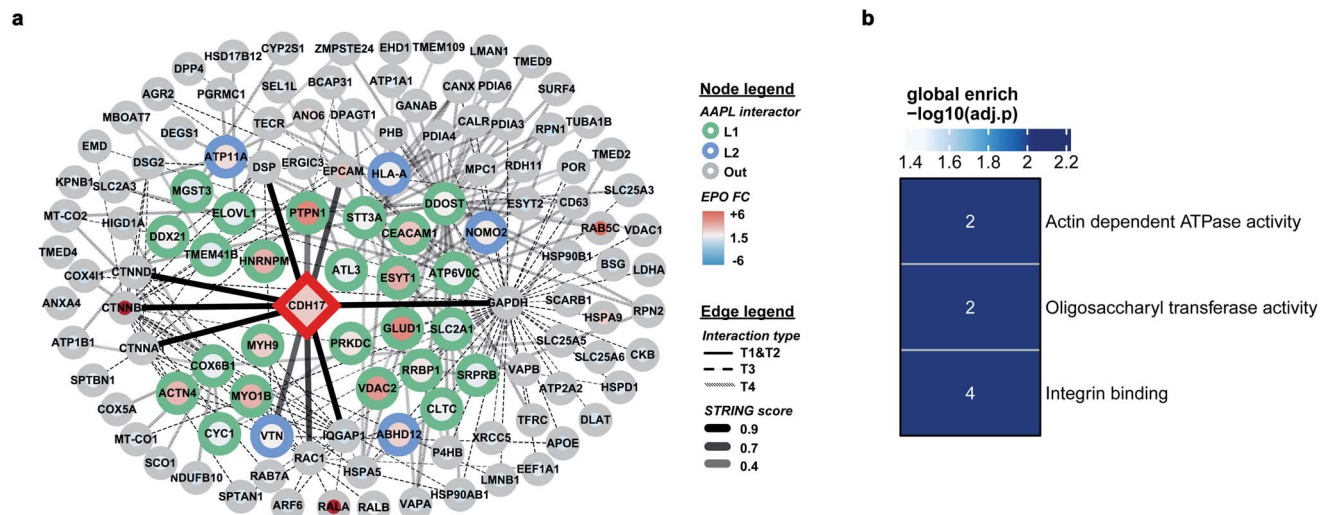 a
b
CYP2S1 ZMPSTE24 EHD1 TMEM109
HSD17B12 LMAN1
DPP4 TMED9
AGR2 PGRMC1 SEL1L BCAP31 ATP1A1 CANX PDIA6 SURF4
MBOAT7 TECR ANO6 DPAGT1 GANAB CALR PDIA3 RPN1 TUBA1B
DEGS1 PHB PDIA4
EMD DSG2 ATP11A DSP ERGIC3 EPCAM HLA-A MPC1 RDH11 POR TMED2
KPNB1 SLC2A3 MGST3 ESYT2 CD63 SLC25A3
MT-CO2 HIGD1A ELOVL1 PTPN1 STT3A DDOST RAB5C VDAC1
TMED4 DDX21 TMEM41B HNRNPM CEACAM1 NOMO2 HSP90B1 BSG
COX4I1 CTNND1 ATL3 ESYT1 ATP6V0C LDHA
ANXA4 CTNNB CDH17 GAPDH SCARB1 HSPA9 RPN2
ATP1B1 CTNNA MYH9 PRKDC GLUD1 SLC2A1 SLC25A5 SLC25A6 CKB
SPTBN1 COX6B1 RRBP1 SRPRB VAPB ATP2A2 HSPD1
COX5A ACTN4 MYO1B VDAC2 CLTC TFRC DLAT
MT-CO1 CYC1 VTN IQGAP1 ABHD12 XRCC5 APOE
SCO1 RAC1 P4HB
NDUFB10 RAB7A HSPA5 LMNB1 EEF1A1
SPTAN1 ARF6 RALA RALB VAPA HSP90AB1
Node legend
AAPL interactor
L1
L2
Out
EPO FC
+6
1.5
-6
Edge legend
Interaction type
T1&T2
T3
T4
STRING score
0.9
0.7
0.4
global enrich
−log10(adj.p)
1.4 1.6 1.8 2 2.2
2 Actin dependent ATPase activity
2 Oligosaccharyl transferase activity
4 Integrin binding